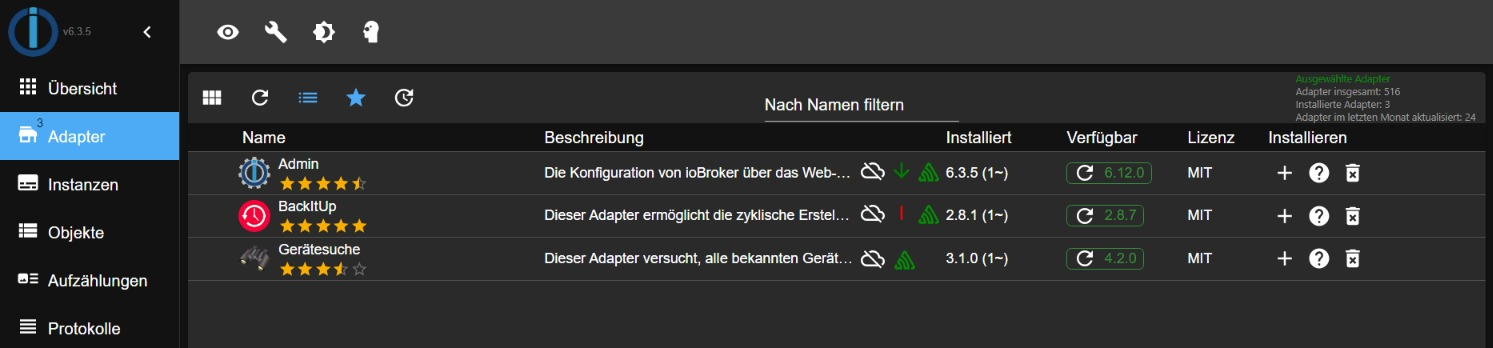 v6.3.5
Übersicht
3
Adapter
Instanzen
Objekte
Aufzählungen
Protokolle
Nach Namen filtern
Ausgewählte Adapter
Adapter insgesamt: 516
Installierte Adapter: 3
Adapter im letzten Monat aktualisiert: 24
Name Beschreibung Installiert Verfügbar Lizenz Installieren
Admin
Die Konfiguration von ioBroker über das Web-... 6.3.5 (1~) 6.12.0 MIT
BackItUp
Dieser Adapter ermöglicht die zyklische Erstel... 2.8.1 (1~) 2.8.7 MIT
Gerätesuche
Dieser Adapter versucht, alle bekannten Gerät... 3.1.0 (1~) 4.2.0 MIT